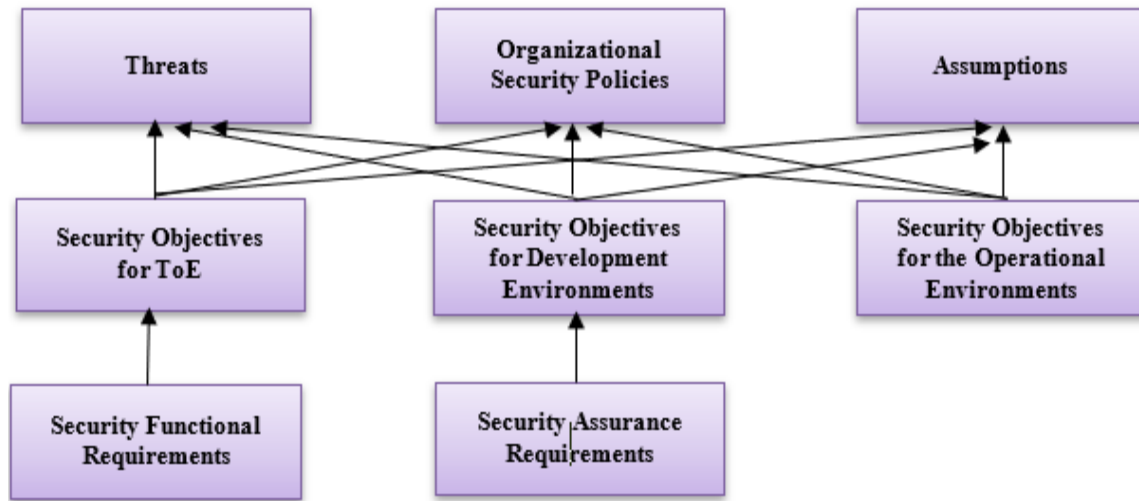 Threats
Organizational
Security Policies
Assumptions
Security Objectives
for ToE
Security Objectives
for Development
Environments
Security Objectives
for the Operational
Environments
Security Functional
Requirements
Security Assurance
Requirements